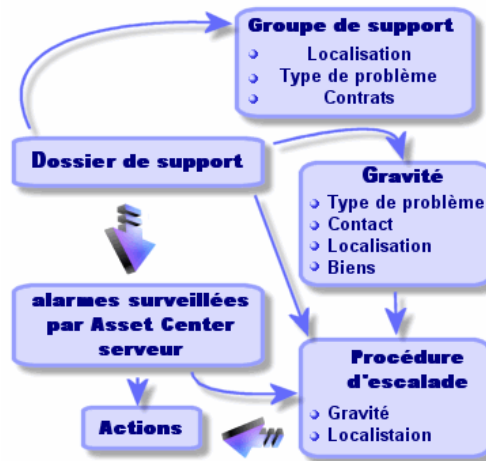 Groupe de support
Localisation
Type de problème
Contrats
Dossier de support
Gravité
Type de problème
Contact
Localisation
Biens
alarmes surveillées
par Asset Center
serveur
Procédure
d'escalade
Gravité
Localistaion
Actions